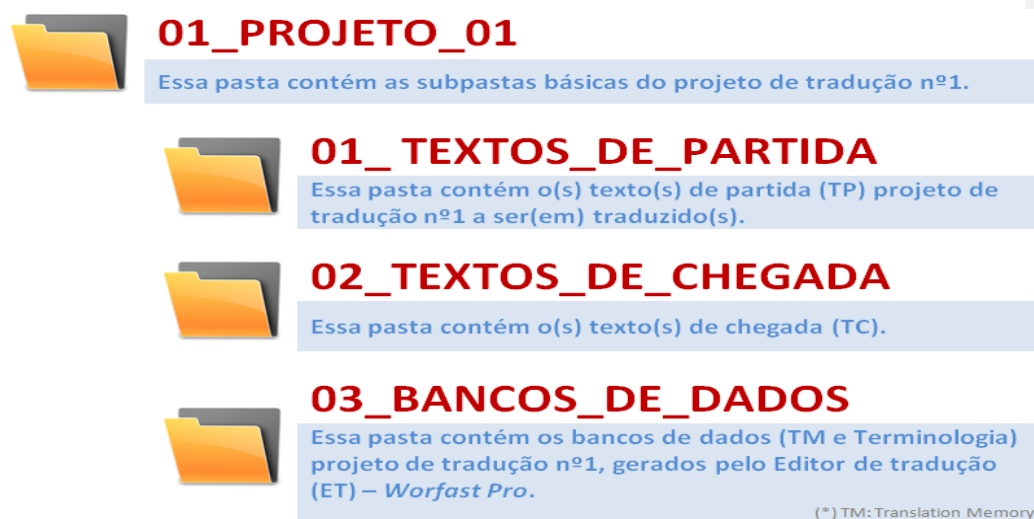 01_PROJETO_01
Essa pasta contém as subpastas básicas do projeto de tradução nº1.
01_ TEXTOS_DE_PARTIDA
Essa pasta contém o(s) texto(s) de partida (TP) projeto de
tradução nº1 a ser(em) traduzido(s).
02_TEXTOS_DE_CHEGADA
Essa pasta contém o(s) texto(s) de chegada (TC).
03_BANCOS_DE_DADOS
Essa pasta contém os bancos de dados (TM e Terminologia)
projeto de tradução nº1, gerados pelo Editor de tradução
(ET) – Worfast Pro.
(*) TM: Translation Memory